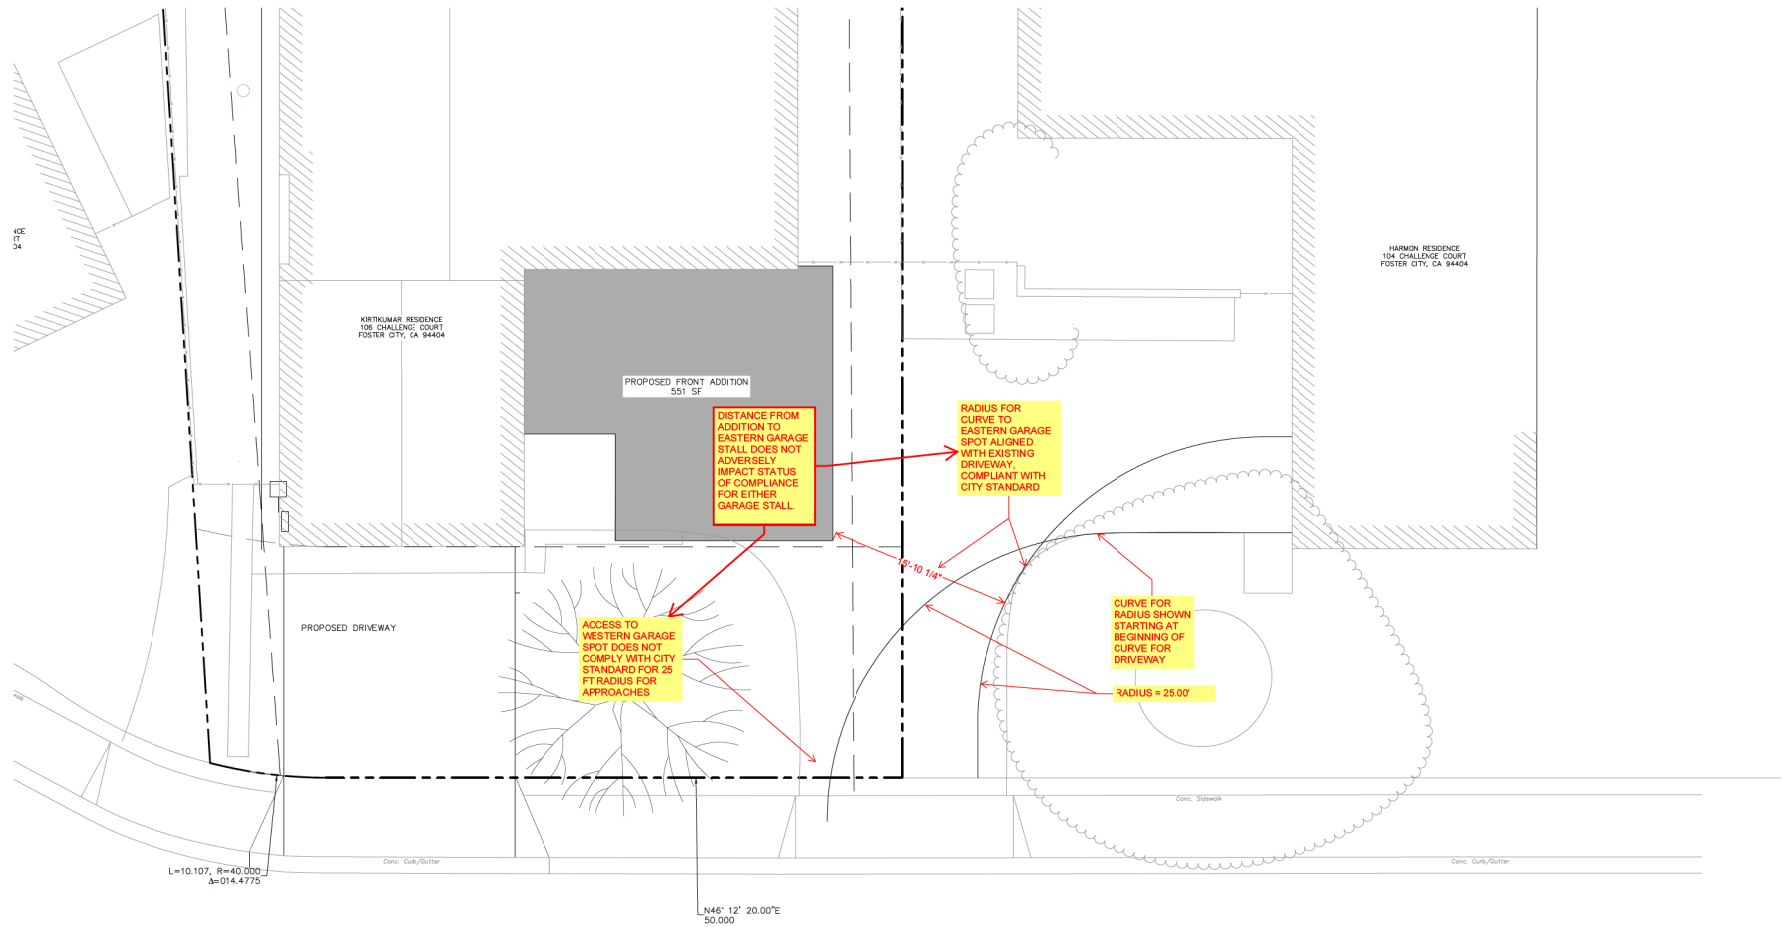 NCE
RT
04
HARMON RESIDENCE
104 CHALLENGE COURT
FOSTER CITY, CA 94404
KIRTIKUMAR RESIDENCE
106 CHALLENGE COURT
FOSTER CITY, CA 94404
PROPOSED FRONT ADDITION
551 SF
DISTANCE FROM
ADDITION TO
EASTERN GARAGE
STALL DOES NOT
ADVERSELY
IMPACT STATUS
OF COMPLIANCE
FOR EITHER
GARAGE STALL.
RADIUS FOR
CURVE TO
EASTERN GARAGE
SPOT ALIGNED
WITH EXISTING
DRIVEWAY,
COMPLIANT WITH
CITY STANDARD
15'-10 1/4"
CURVE FOR
RADIUS SHOWN
STARTING AT
BEGINNING OF
CURVE FOR
DRIVEWAY
RADIUS = 25.00'
ACCESS TO
WESTERN GARAGE
SPOT DOES NOT
COMPLY WITH CITY
STANDARD FOR 25
FT RADIUS FOR
APPROACHES
PROPOSED DRIVEWAY
Conc. Sidewalk
Conc. Curb/Gutter
Conc. Curb/Gutter
L=10.107, R=40.000
Δ=014.4775
N46° 12' 20.00"E
50.000